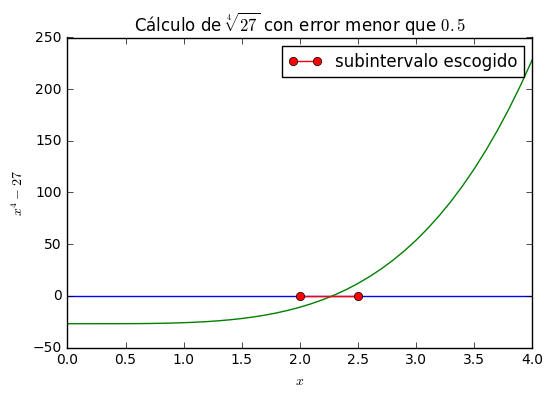 Cálculo de ∜27 con error menor que 0.5
subintervalo escogido
250
200
150
100
50
0
−50
x⁴ − 27
0.0 0.5 1.0 1.5 2.0 2.5 3.0 3.5 4.0
x